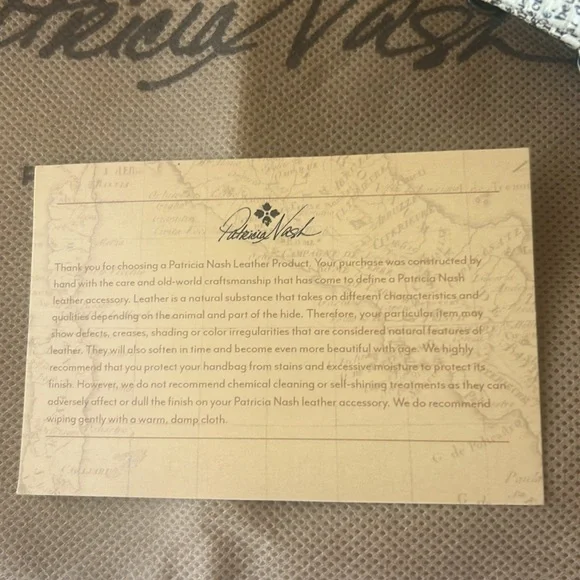 Patricia Nash
Patricia Nash
Thank you for choosing a Patricia Nash Leather Product. Your purchase was constructed by
hand with the care and old-world craftsmanship that has come to define a Patricia Nash
leather accessory. Leather is a natural substance that takes on different characteristics and
qualities depending on the animal and part of the hide. Therefore, your particular item may
show defects, creases, shading or color irregularities that are considered natural features of
leather. They will also soften in time and become even more beautiful with age. We highly
recommend that you protect your handbag from stains and excessive moisture to protect its
finish. However, we do not recommend chemical cleaning or self-shining treatments as they can
adversely affect or dull the finish on your Patricia Nash leather accessory. We do recommend
wiping gently with a warm, damp cloth.